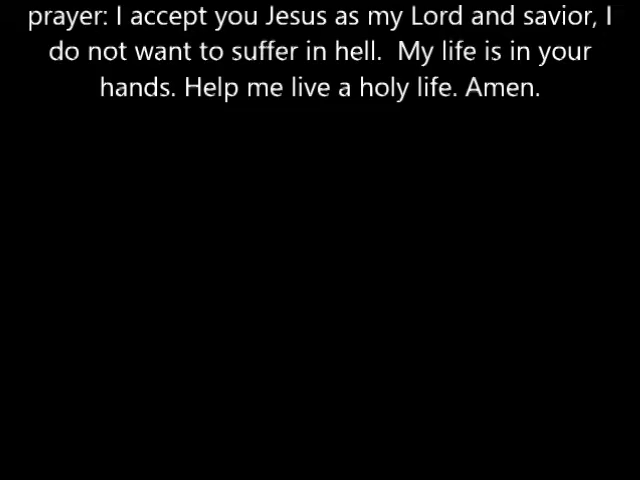 prayer: I accept you Jesus as my Lord and savior, I
do not want to suffer in hell.  My life is in your
hands. Help me live a holy life. Amen.